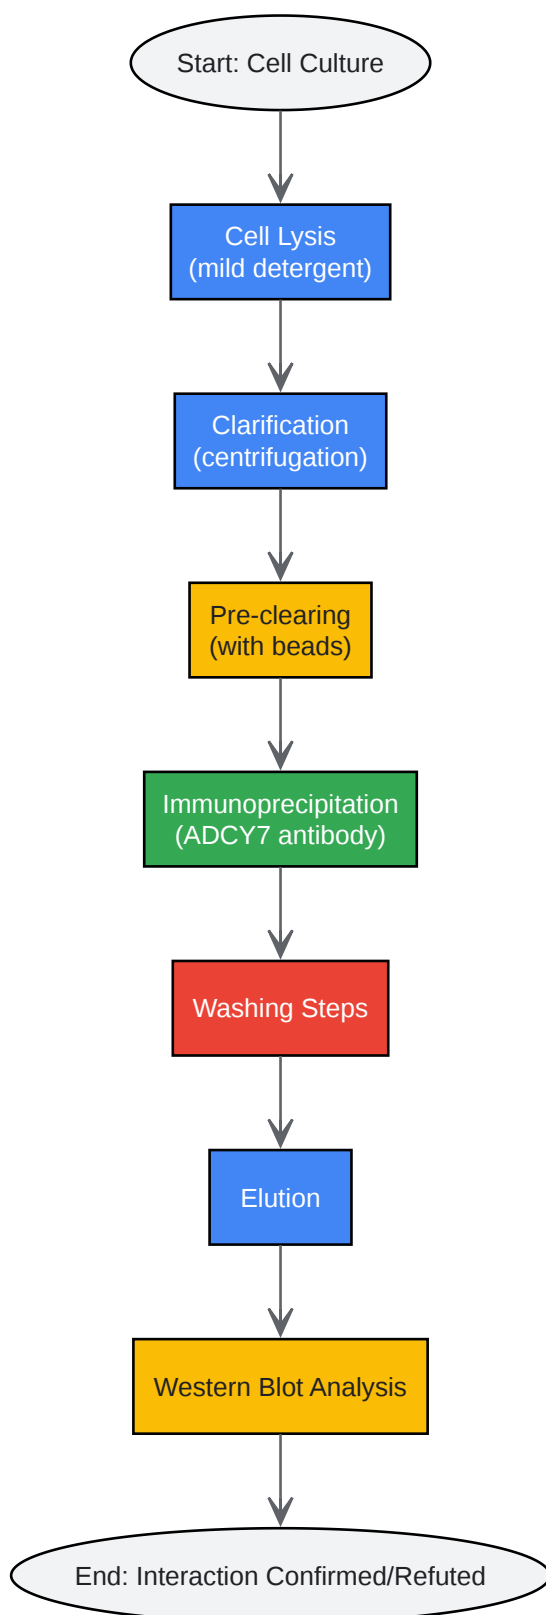 Start: Cell Culture
Cell Lysis
(mild detergent)
Clarification
(centrifugation)
Pre-clearing
(with beads)
Immunoprecipitation
(ADCY7 antibody)
Washing Steps
Elution
Western Blot Analysis
End: Interaction Confirmed/Refuted